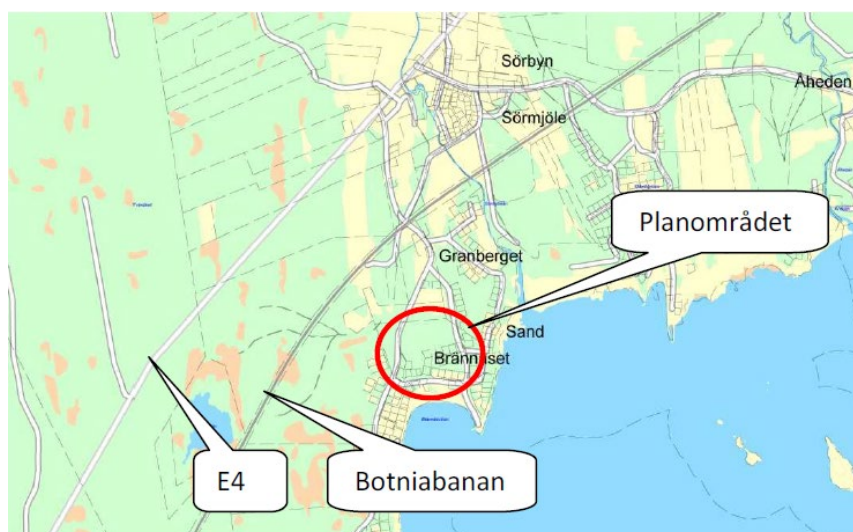 Sörbyn
Åheden
Sörmjöle
Planområdet
Granberget
Sand
Brännäset
E4
Botniabanan